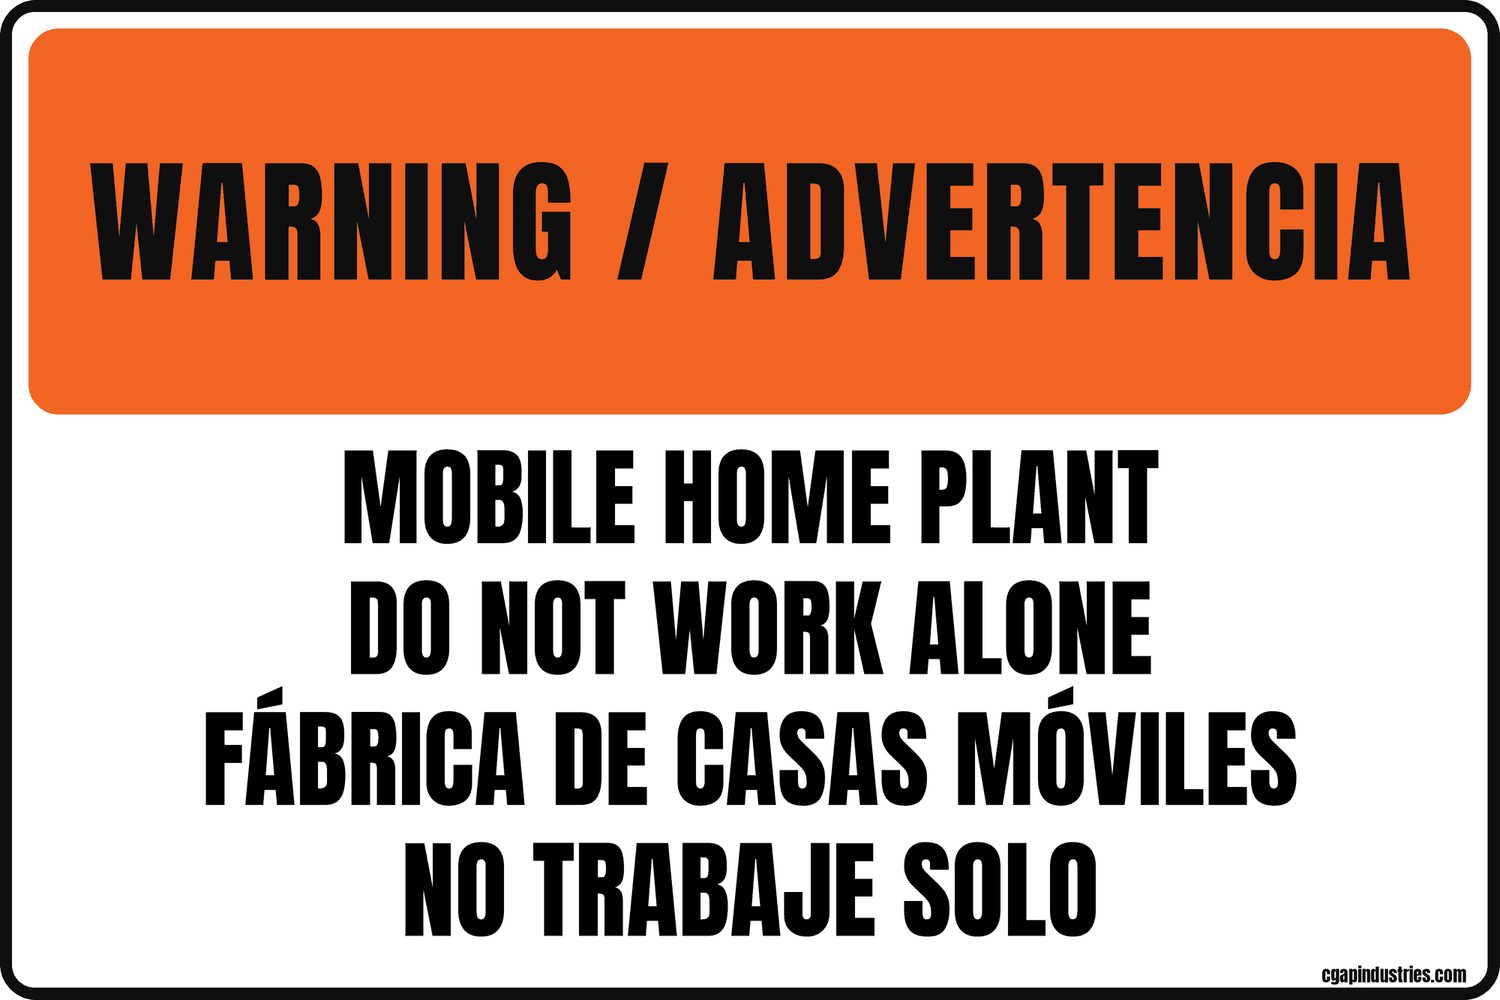 WARNING / ADVERTENCIA
MOBILE HOME PLANT
DO NOT WORK ALONE
FÁBRICA DE CASAS MÓVILES
NO TRABAJE SOLO
cgapindustries.com